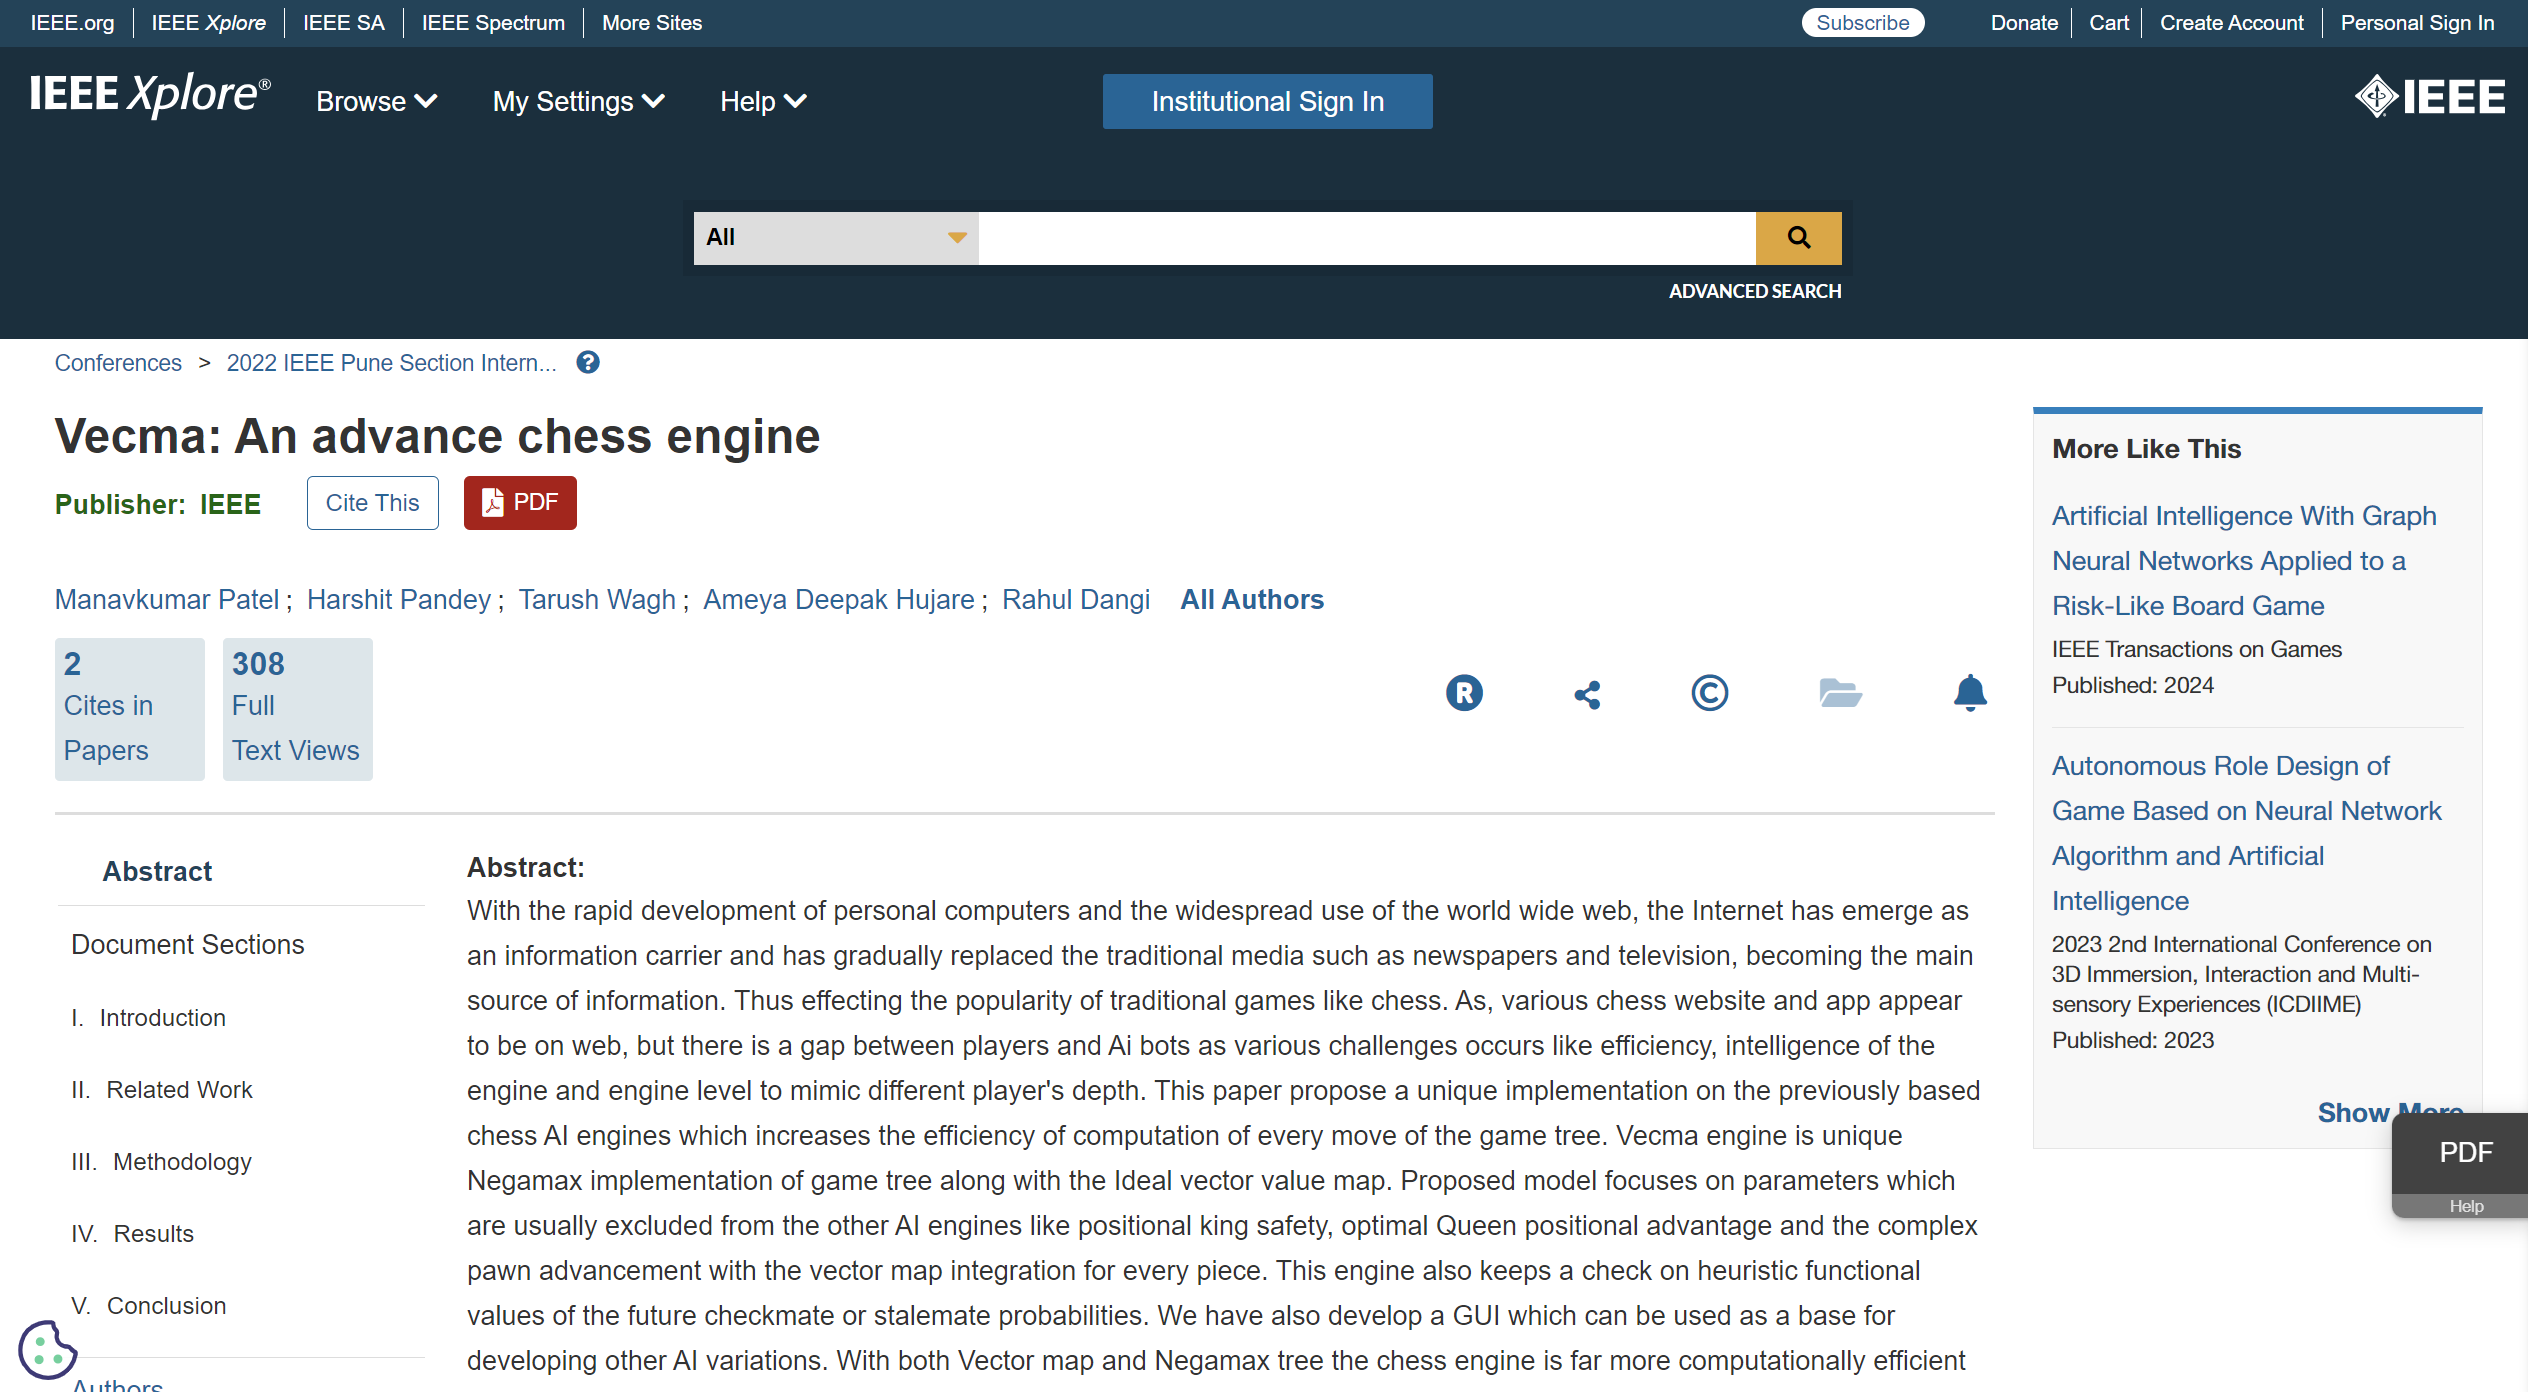 IEEE.org
IEEE Xplore
IEEE SA
IEEE Spectrum
More Sites
Subscribe
Donate
Cart
Create Account
Personal Sign In
IEEE Xplore®
Browse
My Settings
Help
Institutional Sign In
IEEE
All
ADVANCED SEARCH
Conferences > 2022 IEEE Pune Section Intern...
Vecma: An advance chess engine
Publisher: IEEE
Cite This
PDF
Manavkumar Patel ; Harshit Pandey ; Tarush Wagh ; Ameya Deepak Hujare ; Rahul Dangi All Authors
2
Cites in
Papers
308
Full
Text Views
Abstract
Document Sections
I. Introduction
II. Related Work
III. Methodology
IV. Results
V. Conclusion
Authors
Abstract:
With the rapid development of personal computers and the widespread use of the world wide web, the Internet has emerge as
an information carrier and has gradually replaced the traditional media such as newspapers and television, becoming the main
source of information. Thus effecting the popularity of traditional games like chess. As, various chess website and app appear
to be on web, but there is a gap between players and Ai bots as various challenges occurs like efficiency, intelligence of the
engine and engine level to mimic different player's depth. This paper propose a unique implementation on the previously based
chess AI engines which increases the efficiency of computation of every move of the game tree. Vecma engine is unique
Negamax implementation of game tree along with the Ideal vector value map. Proposed model focuses on parameters which
are usually excluded from the other AI engines like positional king safety, optimal Queen positional advantage and the complex
pawn advancement with the vector map integration for every piece. This engine also keeps a check on heuristic functional
values of the future checkmate or stalemate probabilities. We have also develop a GUI which can be used as a base for
developing other AI variations. With both Vector map and Negamax tree the chess engine is far more computationally efficient
More Like This
Artificial Intelligence With Graph
Neural Networks Applied to a
Risk-Like Board Game
IEEE Transactions on Games
Published: 2024
Autonomous Role Design of
Game Based on Neural Network
Algorithm and Artificial
Intelligence
2023 2nd International Conference on
3D Immersion, Interaction and Multi-
sensory Experiences (ICDIIME)
Published: 2023
Show More
PDF
Help